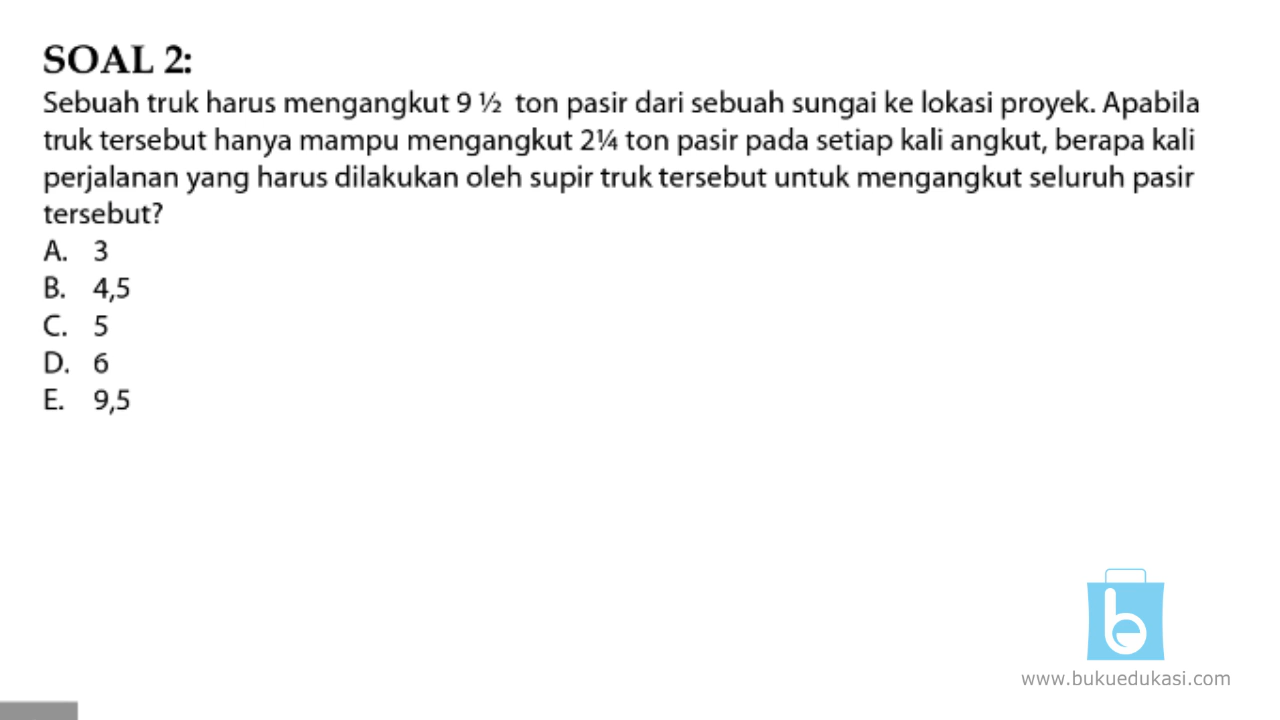 SOAL 2:
Sebuah truk harus mengangkut 9 ½ ton pasir dari sebuah sungai ke lokasi proyek. Apabila
truk tersebut hanya mampu mengangkut 2¼ ton pasir pada setiap kali angkut, berapa kali
perjalanan yang harus dilakukan oleh supir truk tersebut untuk mengangkut seluruh pasir
tersebut?
A. 3
B. 4,5
C. 5
D. 6
E. 9,5
www.bukuedukasi.com